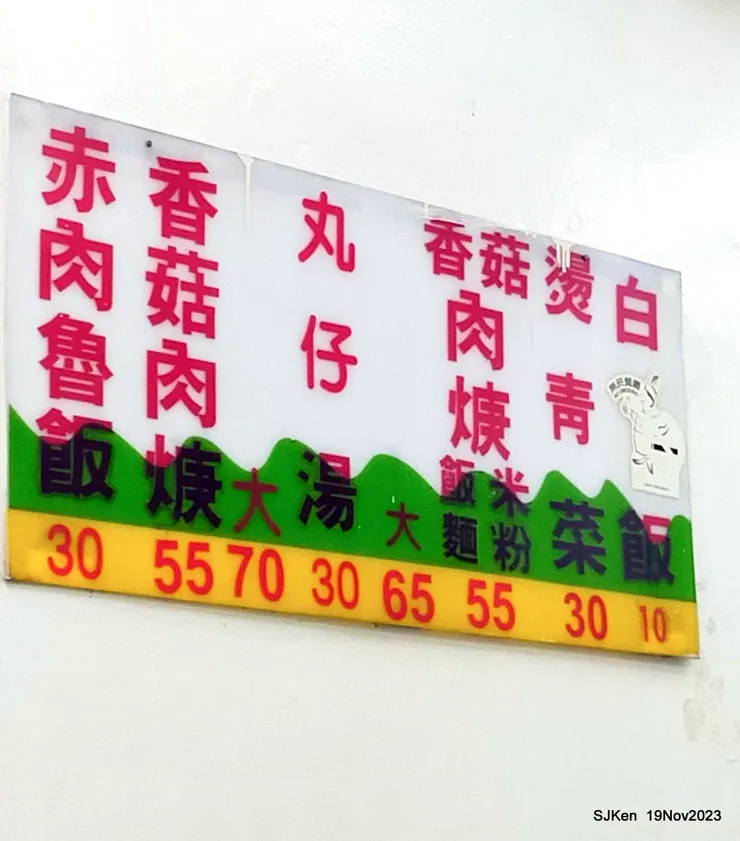 赤肉魯飯 30
香菇肉焿 55
大 70
丸仔湯 30
大 65
香菇肉焿飯麵米粉 55
燙青菜 30
白飯 10
SJKen 19Nov2023